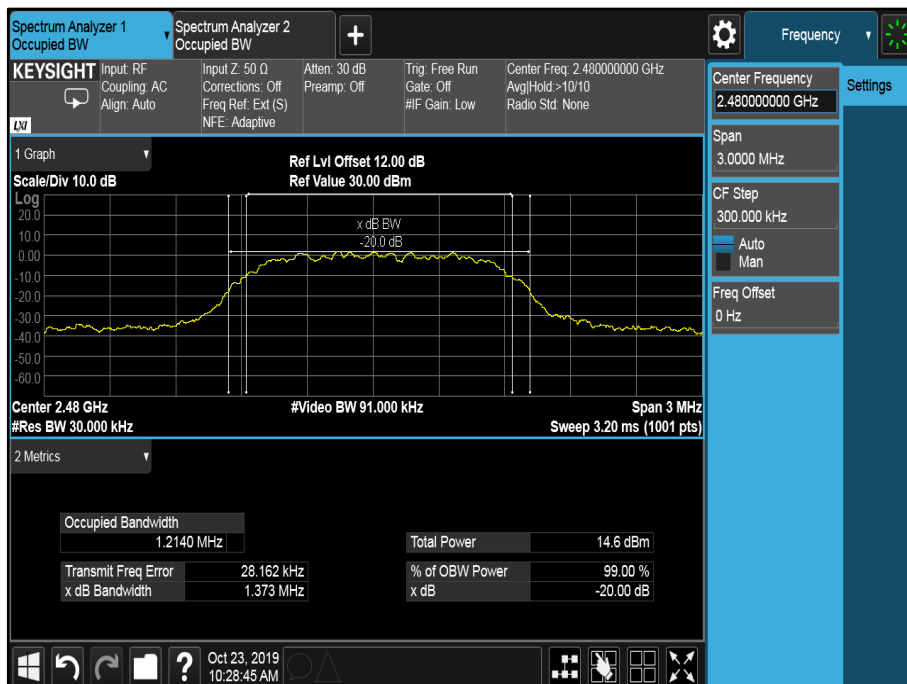 Spectrum Analyzer 1
Occupied BW
Spectrum Analyzer 2
Occupied BW
Frequency
KEYSIGHT
LXI
Input: RF
Coupling: AC
Align: Auto
Input Z: 50 Ω
Corrections: Off
Freq Ref: Ext (S)
NFE: Adaptive
Atten: 30 dB
Preamp: Off
Trig: Free Run
Gate: Off
#IF Gain: Low
Center Freq: 2.480000000 GHz
Avg|Hold:>10/10
Radio Std: None
Center Frequency
2.480000000 GHz
Settings
Span
3.0000 MHz
CF Step
300.000 kHz
Auto
Man
Freq Offset
0 Hz
1 Graph
Scale/Div 10.0 dB
Ref Lvl Offset 12.00 dB
Ref Value 30.00 dBm
Log
20.0
10.0
0.00
-10.0
-20.0
-30.0
-40.0
-50.0
-60.0
x dB BW
-20.0 dB
Center 2.48 GHz
#Video BW 91.000 kHz
Span 3 MHz
#Res BW 30.000 kHz
Sweep 3.20 ms (1001 pts)
2 Metrics
Occupied Bandwidth
1.2140 MHz
Total Power 14.6 dBm
Transmit Freq Error 28.162 kHz
% of OBW Power 99.00 %
x dB Bandwidth 1.373 MHz
x dB -20.00 dB
?
Oct 23, 2019
10:28:45 AM